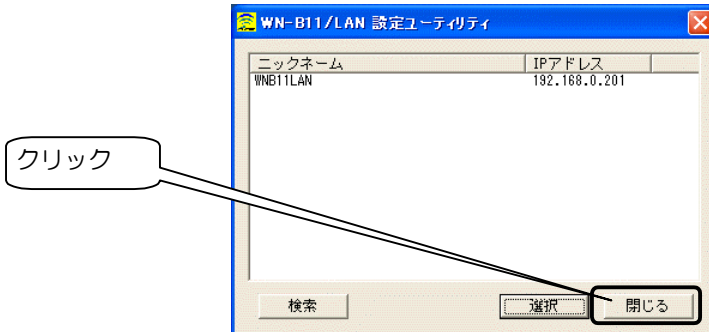 WN-B11/LAN 設定ユーティリティ
ニックネーム IPアドレス
WNB11LAN 192.168.0.201
クリック
検索 選択 閉じる